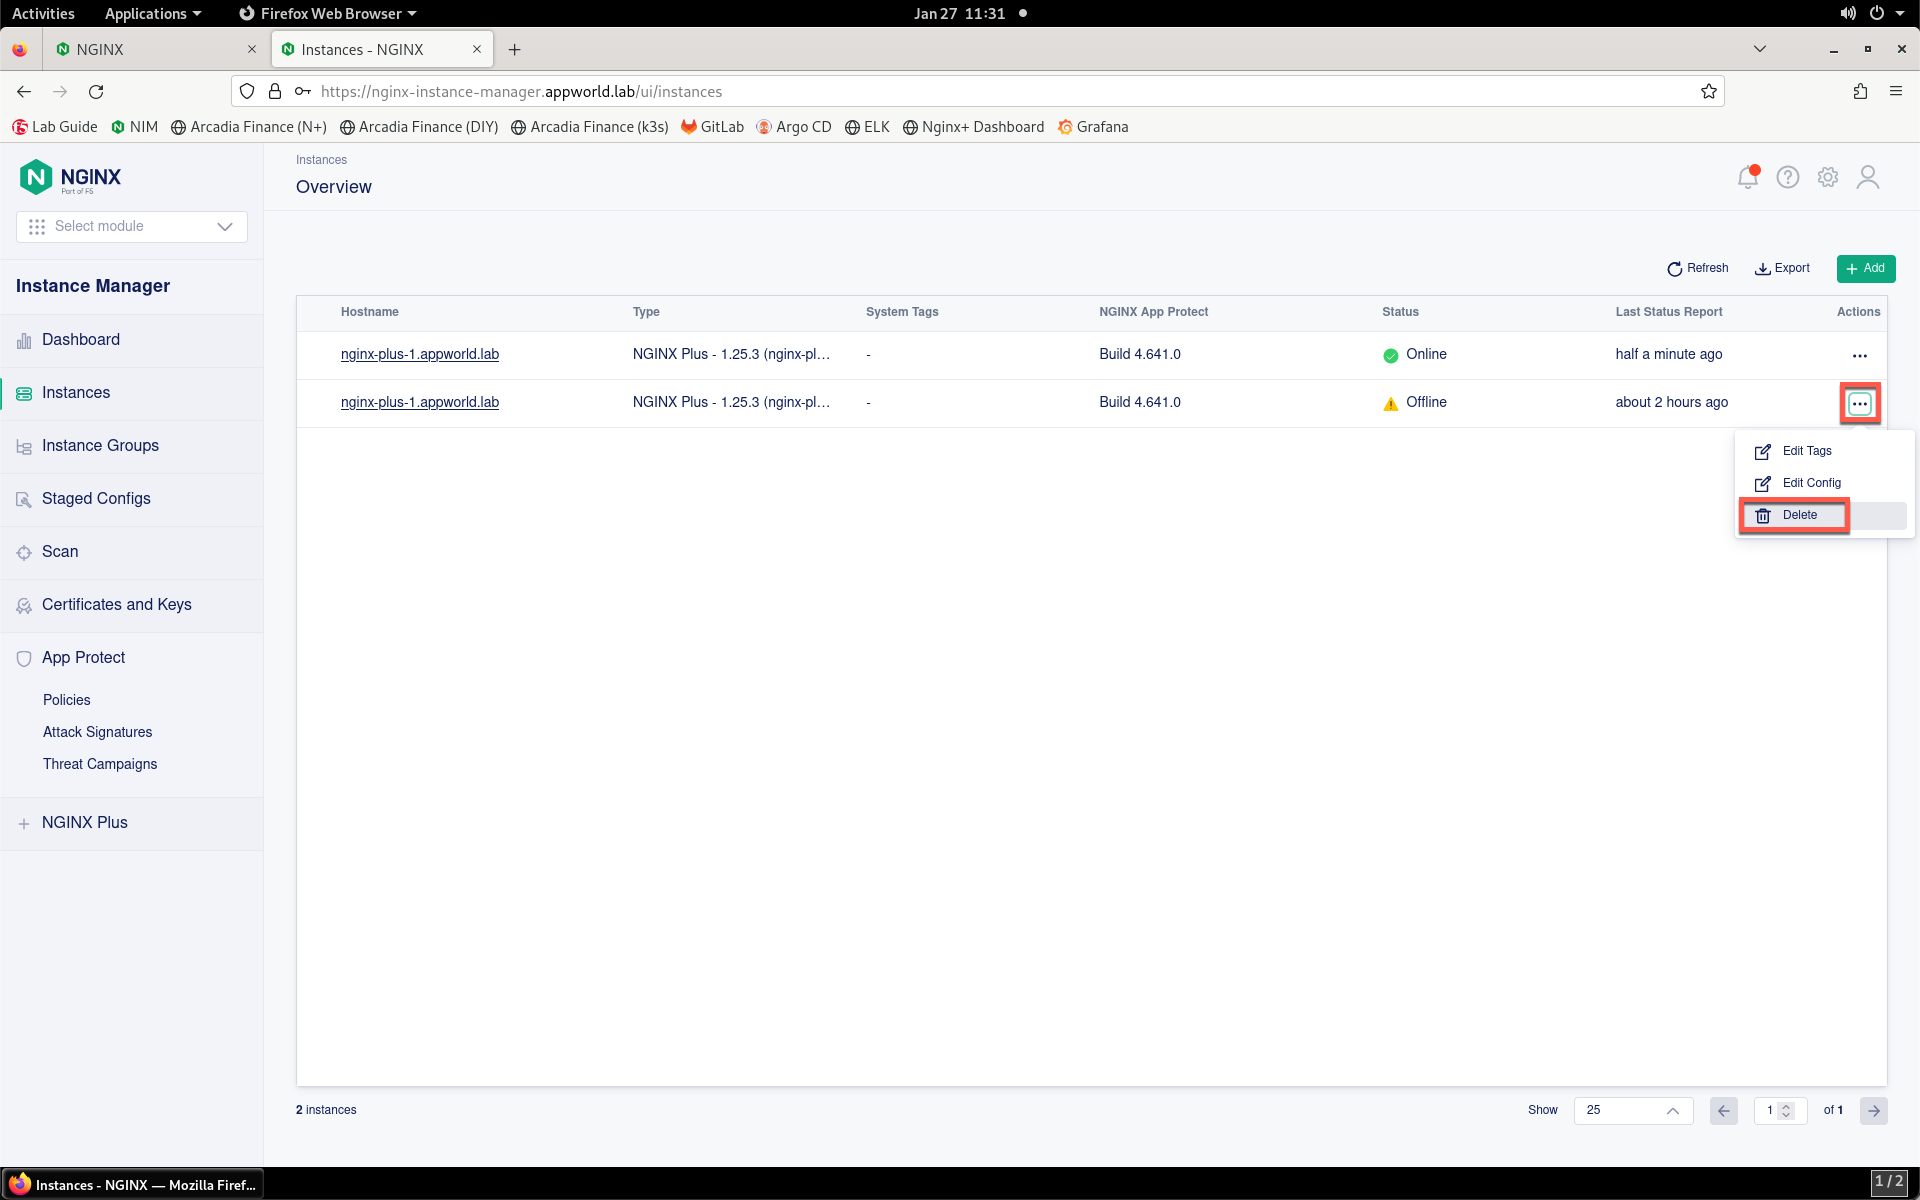 Activities Applications Firefox Web Browser Jan 27 11:31
NGINX Instances - NGINX
https://nginx-instance-manager.appworld.lab/ui/instances
Lab Guide NIM Arcadia Finance (N+) Arcadia Finance (DIY) Arcadia Finance (k3s) GitLab Argo CD ELK Nginx+ Dashboard Grafana
NGINX
Part of F5
Select module
Instance Manager
Dashboard
Instances
Instance Groups
Staged Configs
Scan
Certificates and Keys
App Protect
Policies
Attack Signatures
Threat Campaigns
NGINX Plus
Instances
Overview
Refresh Export Add
Hostname Type System Tags NGINX App Protect Status Last Status Report Actions
nginx-plus-1.appworld.lab NGINX Plus - 1.25.3 (nginx-pl... - Build 4.641.0 Online half a minute ago
nginx-plus-1.appworld.lab NGINX Plus - 1.25.3 (nginx-pl... - Build 4.641.0 Offline about 2 hours ago
Edit Tags
Edit Config
Delete
2 instances Show 25 1 of 1
Instances - NGINX — Mozilla Firef... 1 / 2